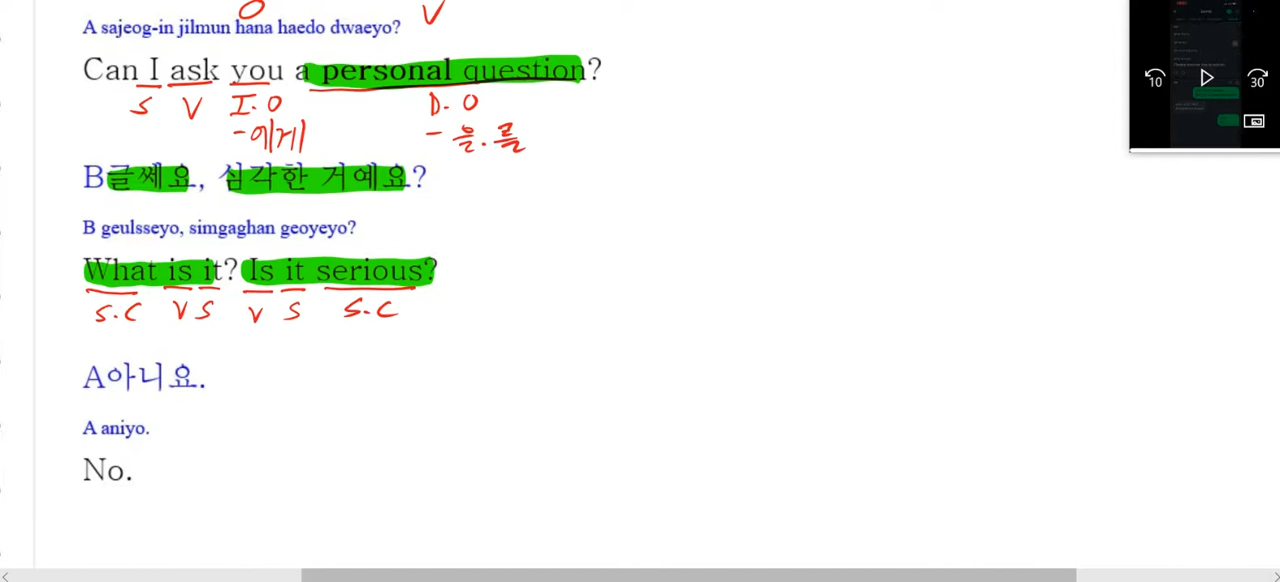 O V
A sajeog-in jilmun hana haedo dwaeyo?
Can I ask you a personal question?
S V I.O D.O
-에게 -을.를
B글쎄요, 심각한 거예요?
B geulsseyo, simgaghan geoyeyo?
What is it? Is it serious?
S.C V S V S S.C
A아니요.
A aniyo.
No.
10 30